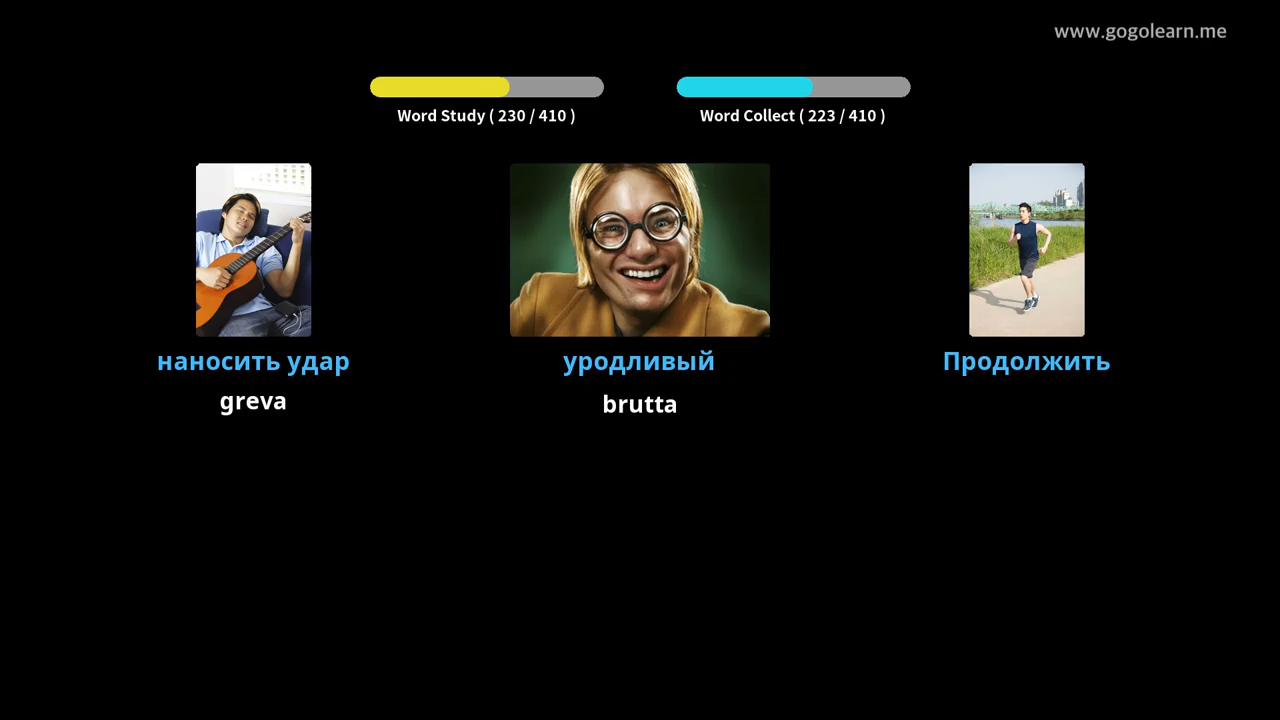 www.gogolearn.me
Word Study ( 230 / 410 )
Word Collect ( 223 / 410 )
наносить удар
уродливый
Продолжить
greva
brutta